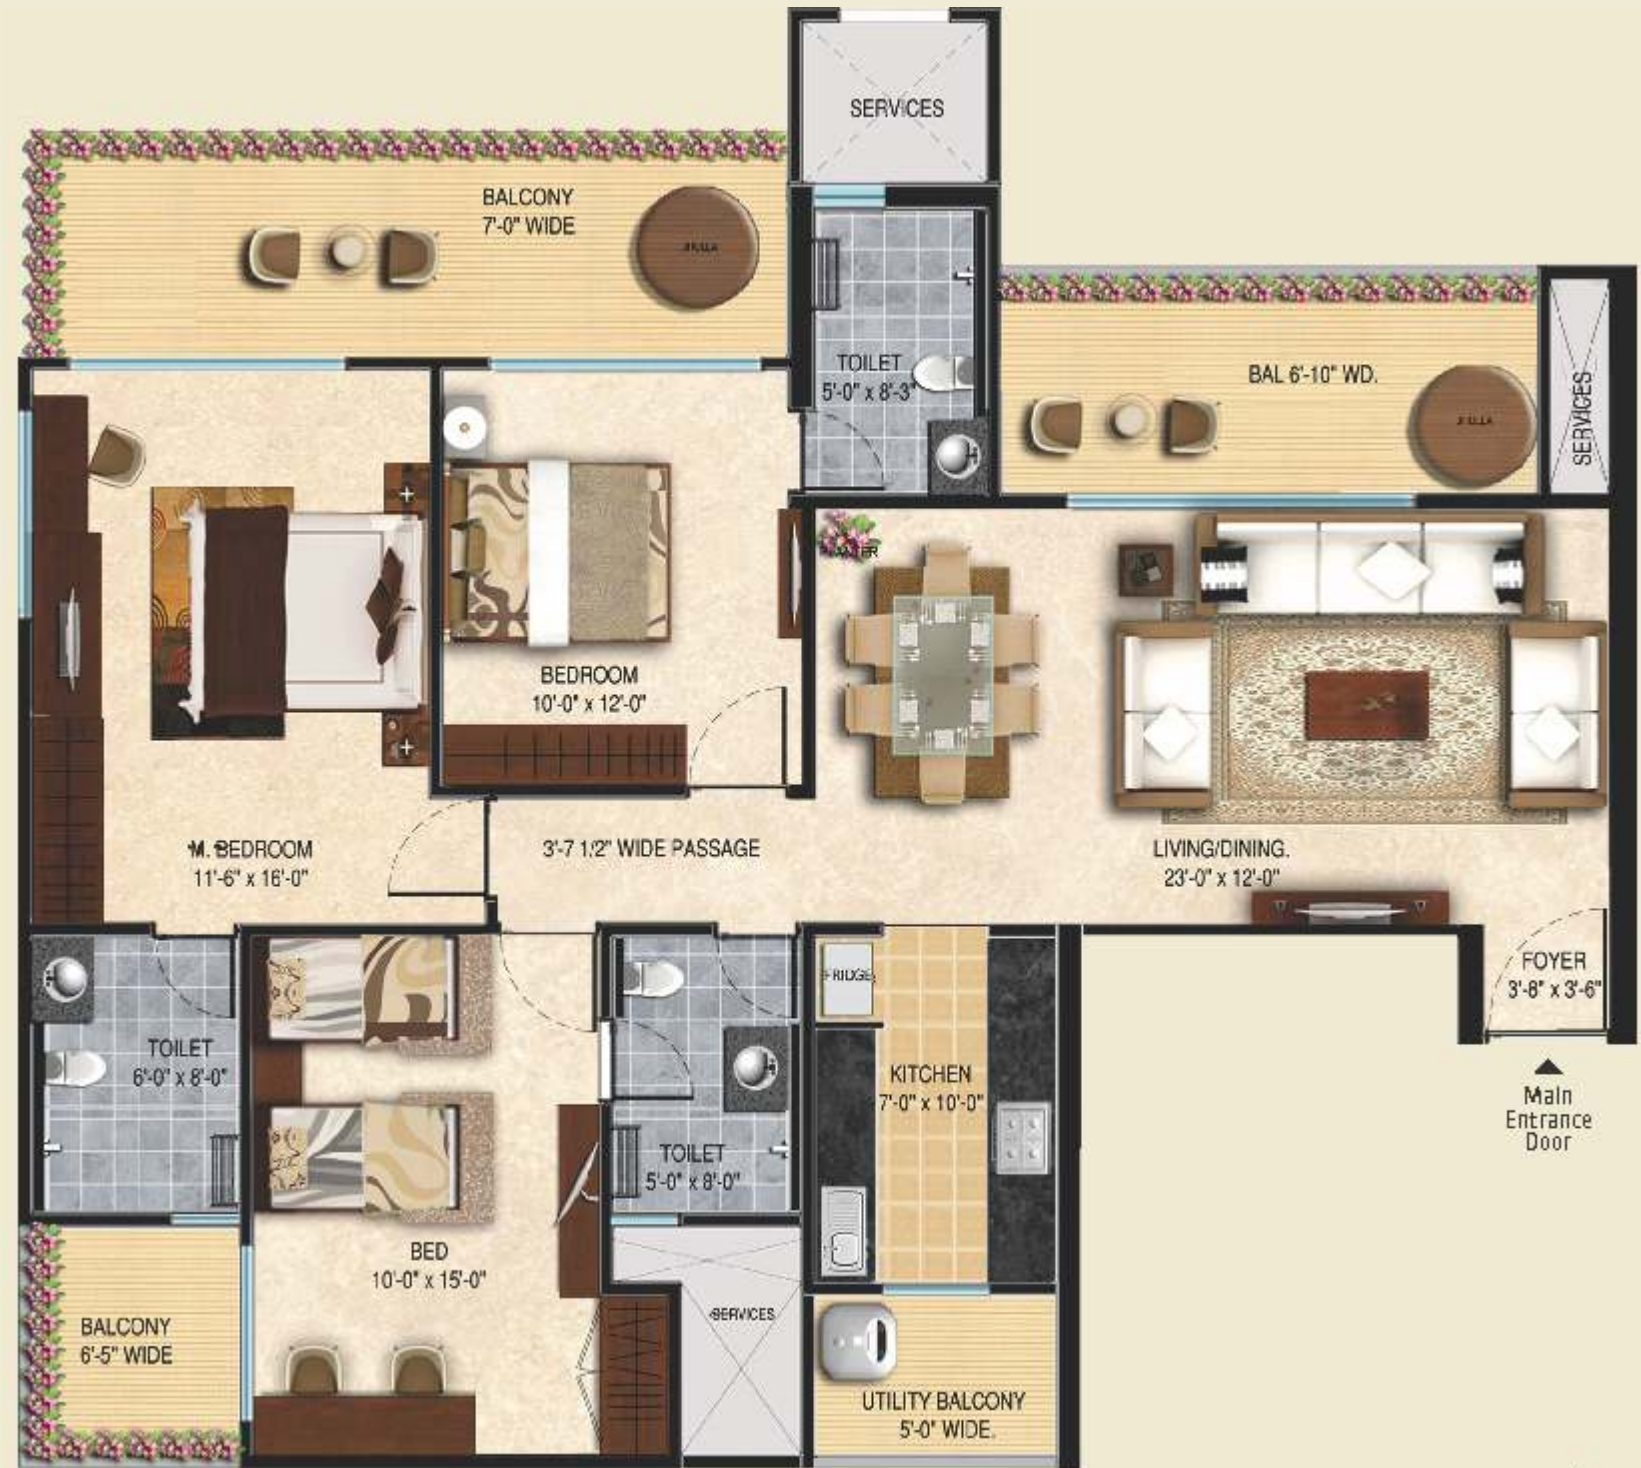 SERVICES
BALCONY
7'-0" WIDE
TOILET
5'-0" x 8'-3"
BAL 6'-10" WD.
SERVICES
PLANTER
BEDROOM
10'-0" x 12'-0"
M. BEDROOM
11'-6" x 16'-0"
3'-7 1/2" WIDE PASSAGE
LIVING/DINING.
23'-0" x 12'-0"
FOYER
3'-8" x 3'-6"
FRIDGE
TOILET
6'-0" x 8'-0"
KITCHEN
7'-0" x 10'-0"
Main
Entrance
Door
TOILET
5'-0" x 8'-0"
BED
10'-0" x 15'-0"
SERVICES
BALCONY
6'-5" WIDE
UTILITY BALCONY
5'-0" WIDE.